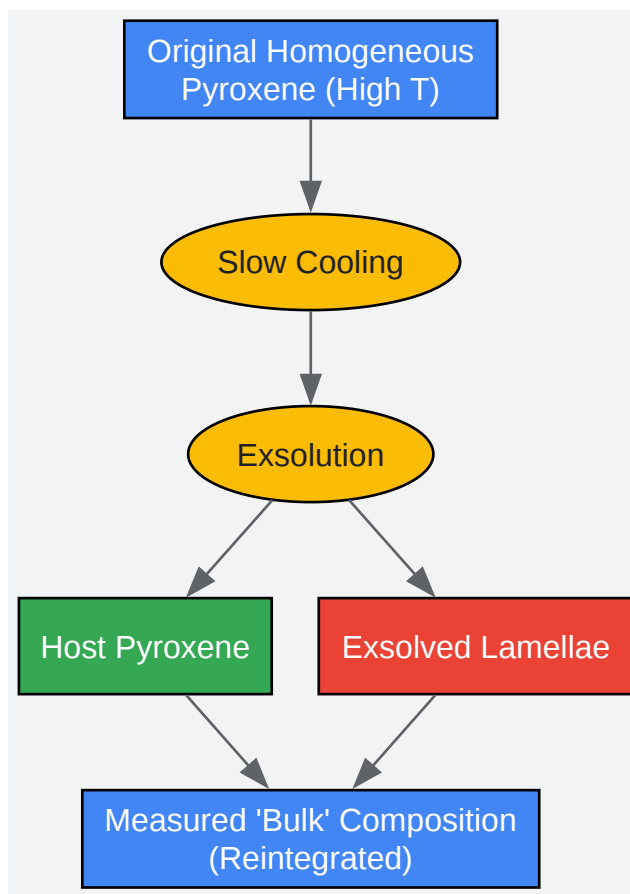 Original Homogeneous
Pyroxene (High T)
Slow Cooling
Exsolution
Host Pyroxene
Exsolved Lamellae
Measured 'Bulk' Composition
(Reintegrated)